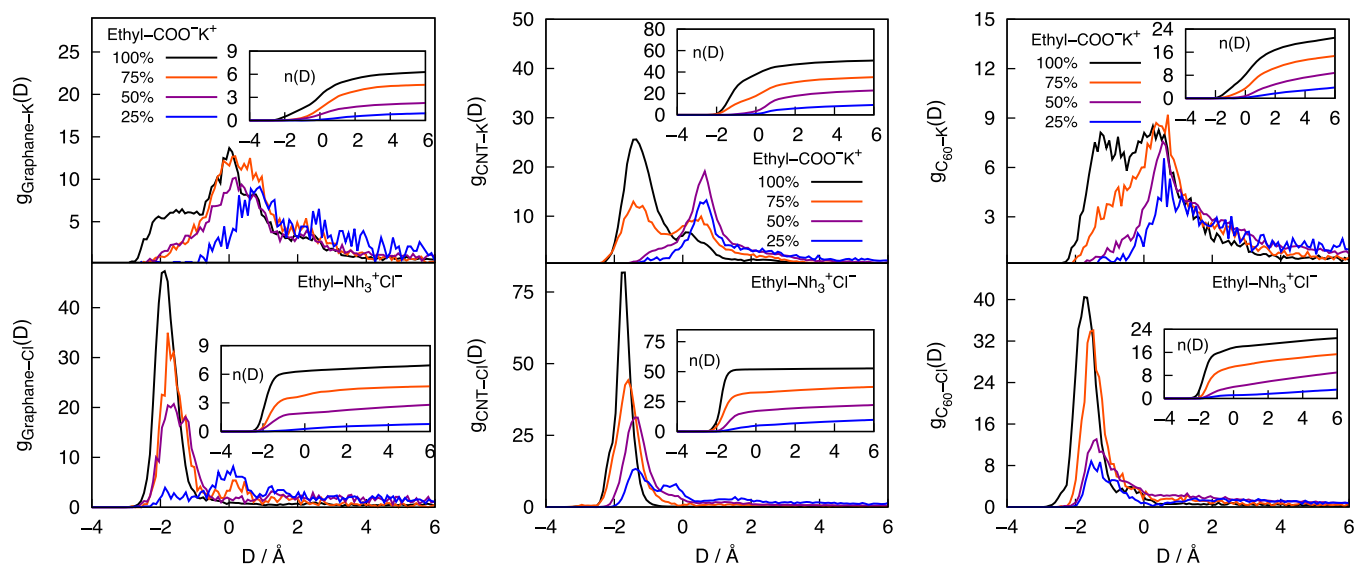 g_Graphane–K(D)
25
20
15
10
5
Ethyl–COO⁻K⁺
100%
75%
50%
25%
n(D)
9
6
3
0
−4 −2 0 2 4 6
g_CNT–K(D)
50
40
30
20
10
0
n(D)
80
60
40
20
0
−4 −2 0 2 4 6
Ethyl–COO⁻K⁺
100%
75%
50%
25%
g_C₆₀–K(D)
15
12
9
6
3
Ethyl–COO⁻K⁺
100%
75%
50%
25%
n(D)
24
16
8
0
−4 −2 0 2 4 6
g_Graphane–Cl(D)
40
30
20
10
0
Ethyl–Nh₃⁺Cl⁻
n(D)
9
6
3
0
−4 −2 0 2 4 6
−4 −2 0 2 4 6
D / Å
g_CNT–Cl(D)
75
50
25
0
Ethyl–Nh₃⁺Cl⁻
n(D)
75
50
25
0
−4 −2 0 2 4 6
−4 −2 0 2 4 6
D / Å
g_C₆₀–Cl(D)
40
32
24
16
8
0
Ethyl–Nh₃⁺Cl⁻
n(D)
24
16
8
0
−4 −2 0 2 4 6
−4 −2 0 2 4 6
D / Å